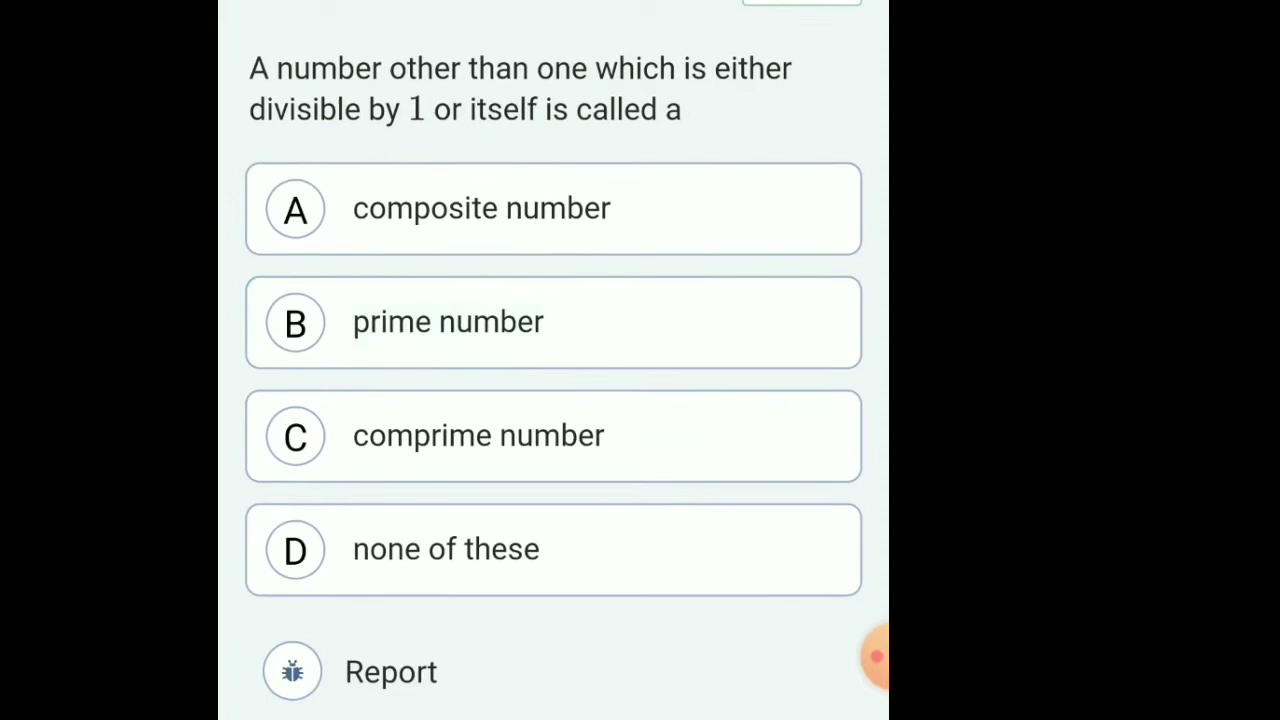 A number other than one which is either
divisible by 1 or itself is called a
A composite number
B prime number
C comprime number
D none of these
Report